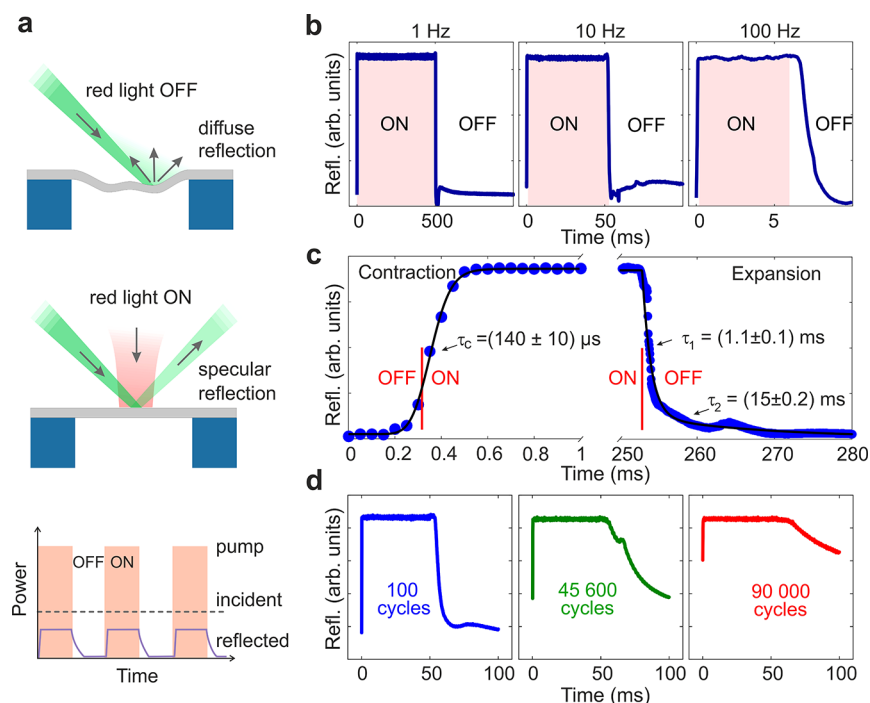 a
red light OFF
diffuse
reflection
red light ON
specular
reflection
Power
OFF
ON
pump
incident
reflected
Time
b
1 Hz
10 Hz
100 Hz
Refl. (arb. units)
ON
OFF
ON
OFF
ON
OFF
0
500
0
50
0
5
Time (ms)
c
Refl. (arb. units)
Contraction
Expansion
τc =(140 ± 10) µs
τ1 = (1.1±0.1) ms
OFF
ON
ON
OFF
τ2 = (15±0.2) ms
0
0.2
0.4
0.6
0.8
1
250
260
270
280
Time (ms)
d
Refl. (arb. units)
100
cycles
45 600
cycles
90 000
cycles
0
50
100
0
50
100
0
50
100
Time (ms)
Time (ms)
Time (ms)